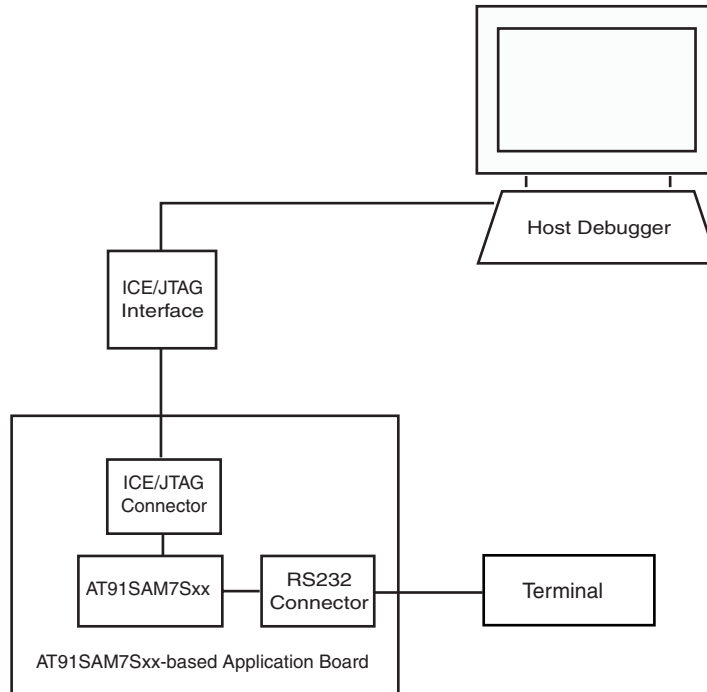 Host Debugger
ICE/JTAG
Interface
ICE/JTAG
Connector
AT91SAM7Sxx
RS232
Connector
Terminal
AT91SAM7Sxx-based Application Board